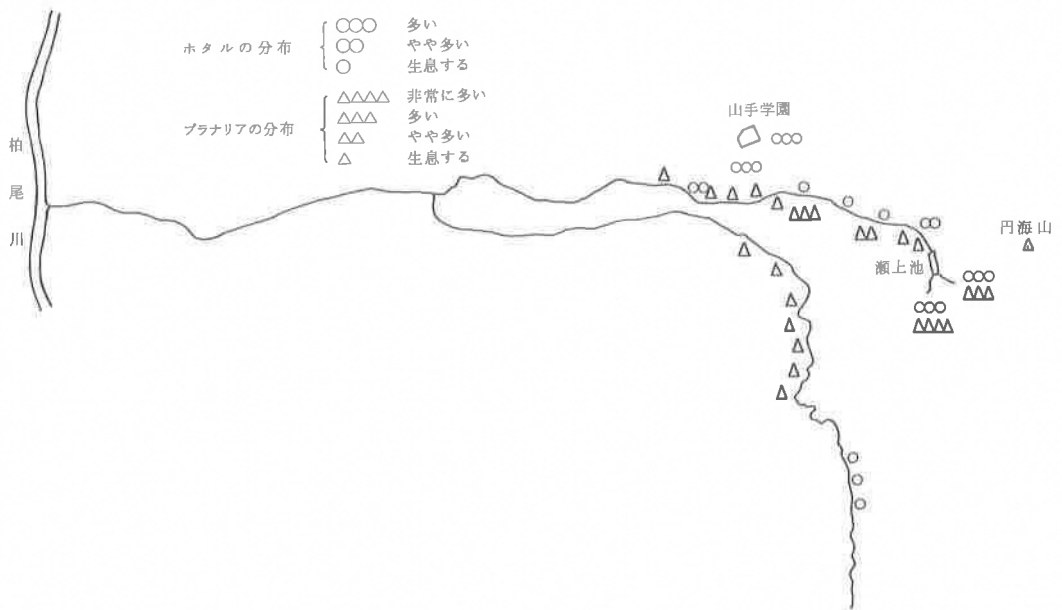 ホタルの分布
○○○ 多い
○○ やや多い
○ 生息する
プラナリアの分布
△△△△ 非常に多い
△△△ 多い
△△ やや多い
△ 生息する
柏尾川
山手学園
瀬上池
円海山